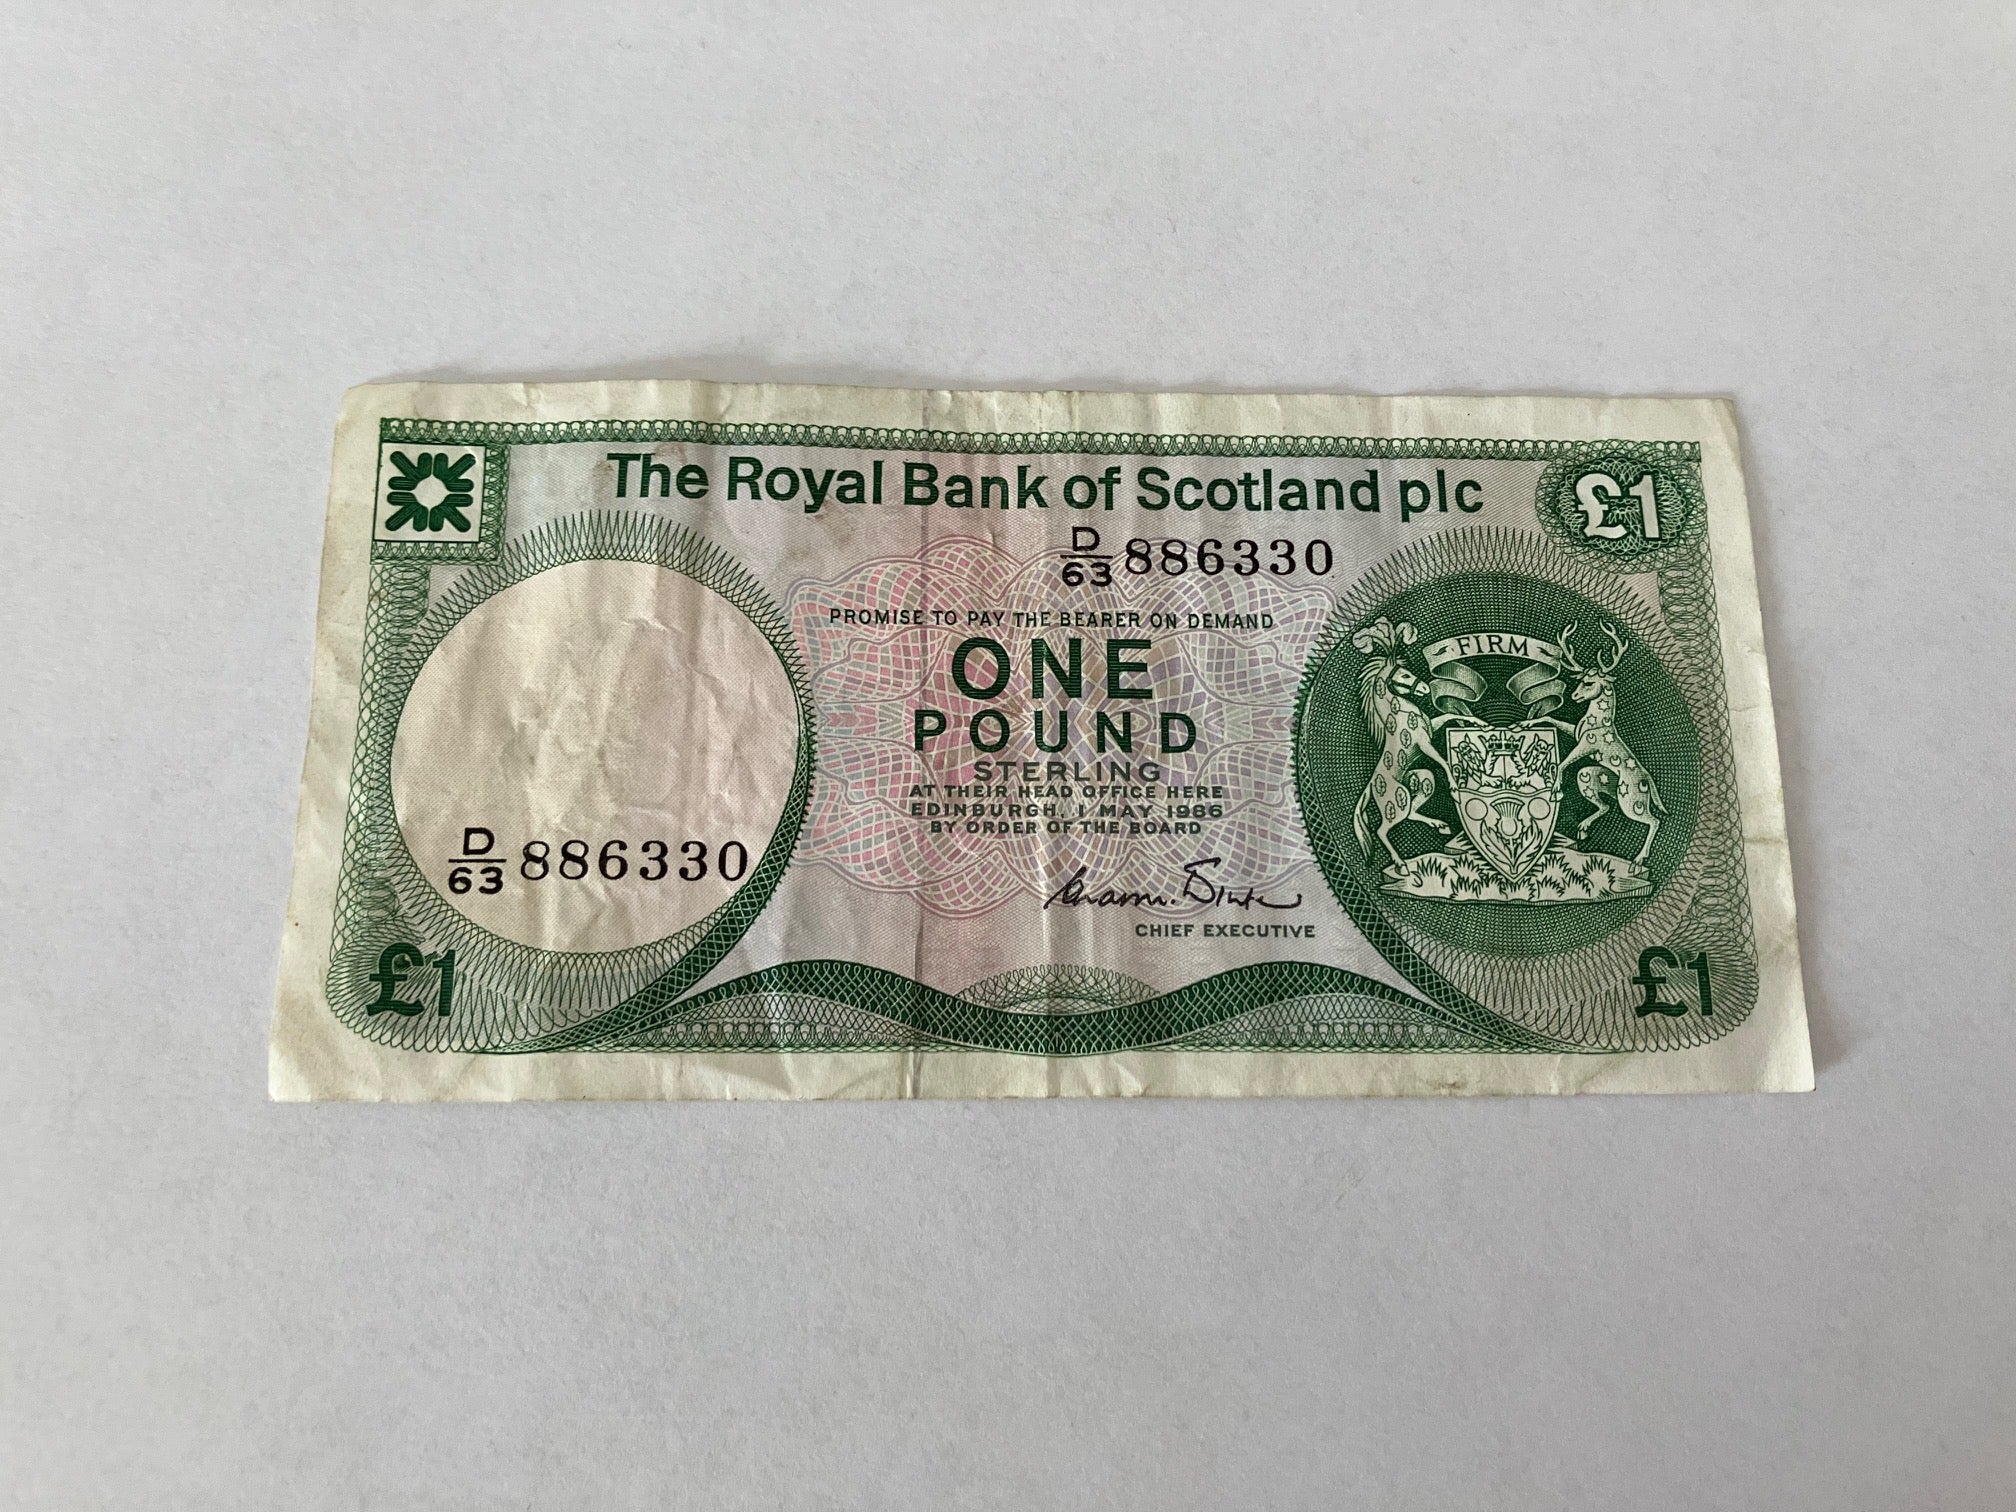 The Royal Bank of Scotland plc
£1
D/63 886330
PROMISE TO PAY THE BEARER ON DEMAND
ONE
POUND
STERLING
AT THEIR HEAD OFFICE HERE
EDINBURGH, 1 MAY 1986
BY ORDER OF THE BOARD
CHIEF EXECUTIVE
FIRM
D/63 886330
£1
£1